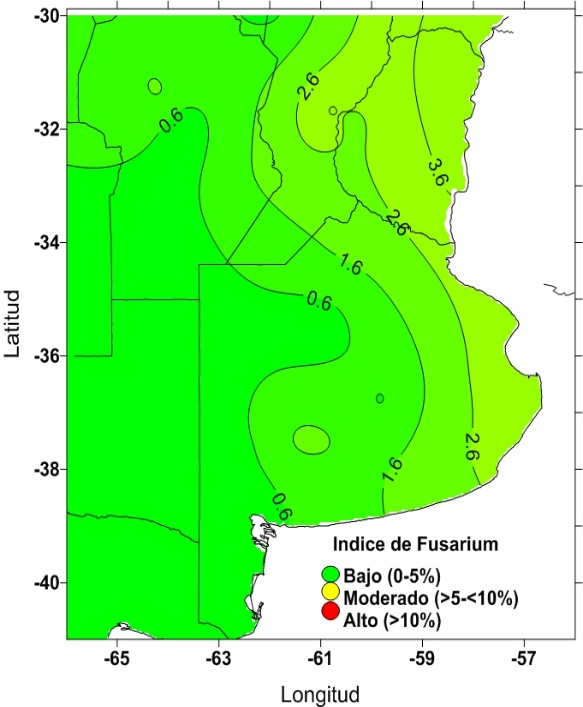 -30
2.6
0.6
-32
3.6
2.6
-34
1.6
0.6
Latitud
-36
2.6
1.6
-38
0.6
Indice de Fusarium
Bajo (0-5%)
-40
Moderado (>5-<10%)
Alto (>10%)
-65 -63 -61 -59 -57
Longitud